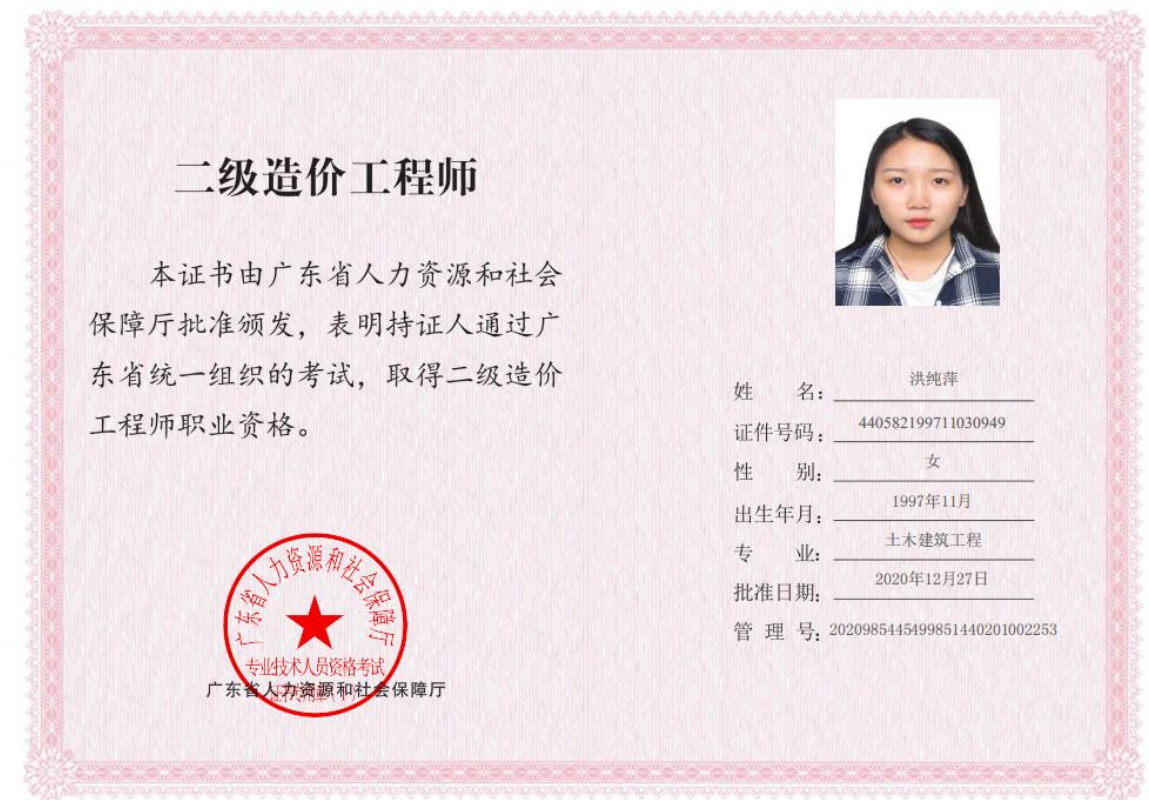 二级造价工程师
本证书由广东省人力资源和社会
保障厅批准颁发，表明持证人通过广
东省统一组织的考试，取得二级造价
工程师职业资格。
广东省人力资源和社会保障厅
专业技术人员资格考试
广东省人力资源和社会保障厅
姓 名：洪纯萍
证件号码：440582199711030949
性 别：女
出生年月：1997年11月
专 业：土木建筑工程
批准日期：2020年12月27日
管 理 号：20209854454998514402010​02253